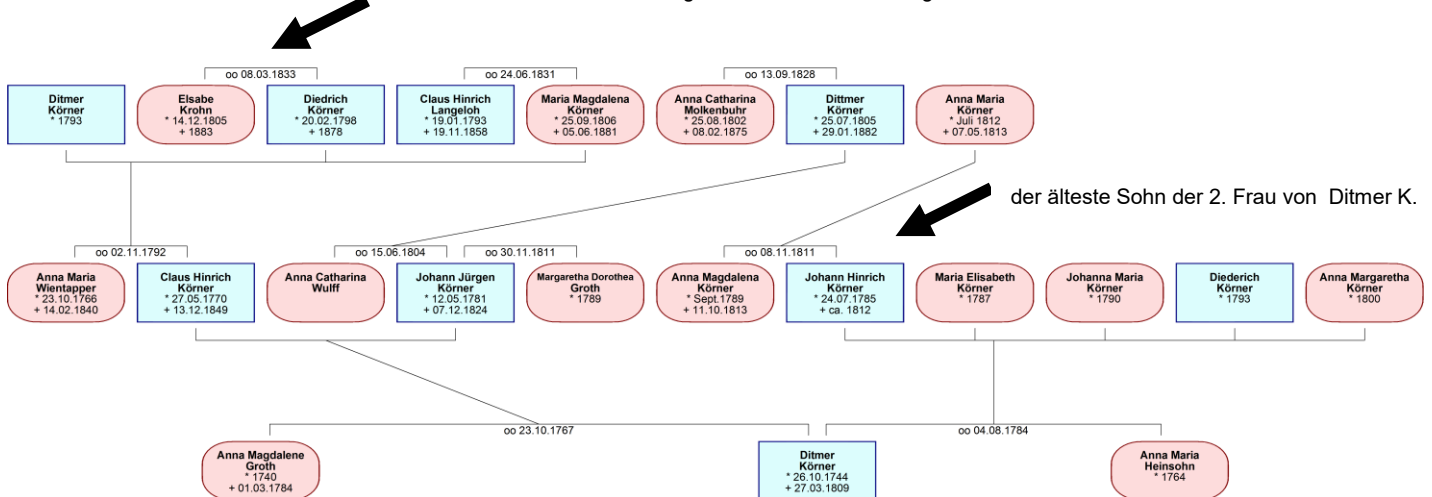 oo 08.03.1833
oo 24.06.1831
oo 13.09.1828
Ditmer
Körner
* 1793
Elsabe
Krohn
* 14.12.1805
+ 1883
Diedrich
Körner
* 20.02.1798
+ 1878
Claus Hinrich
Langeloh
* 19.01.1793
+ 19.11.1858
Maria Magdalena
Körner
* 25.09.1806
+ 05.06.1881
Anna Catharina
Molkenbuhr
* 25.08.1802
+ 08.02.1875
Dittmer
Körner
* 25.07.1805
+ 29.01.1882
Anna Maria
Körner
* Juli 1812
+ 07.05.1813
der älteste Sohn der 2. Frau von Ditmer K.
oo 02.11.1792
oo 15.06.1804
oo 30.11.1811
oo 08.11.1811
Anna Maria
Wientapper
* 23.10.1766
+ 14.02.1840
Claus Hinrich
Körner
* 27.05.1770
+ 13.12.1849
Anna Catharina
Wulff
Johann Jürgen
Körner
* 12.05.1781
+ 07.12.1824
Margaretha Dorothea
Groth
* 1789
Anna Magdalena
Körner
* Sept.1789
+ 11.10.1813
Johann Hinrich
Körner
* 24.07.1785
+ ca. 1812
Maria Elisabeth
Körner
* 1787
Johanna Maria
Körner
* 1790
Diederich
Körner
* 1793
Anna Margaretha
Körner
* 1800
oo 23.10.1767
oo 04.08.1784
Anna Magdalene
Groth
* 1740
+ 01.03.1784
Ditmer
Körner
* 26.10.1744
+ 27.03.1809
Anna Maria
Heinsohn
* 1764